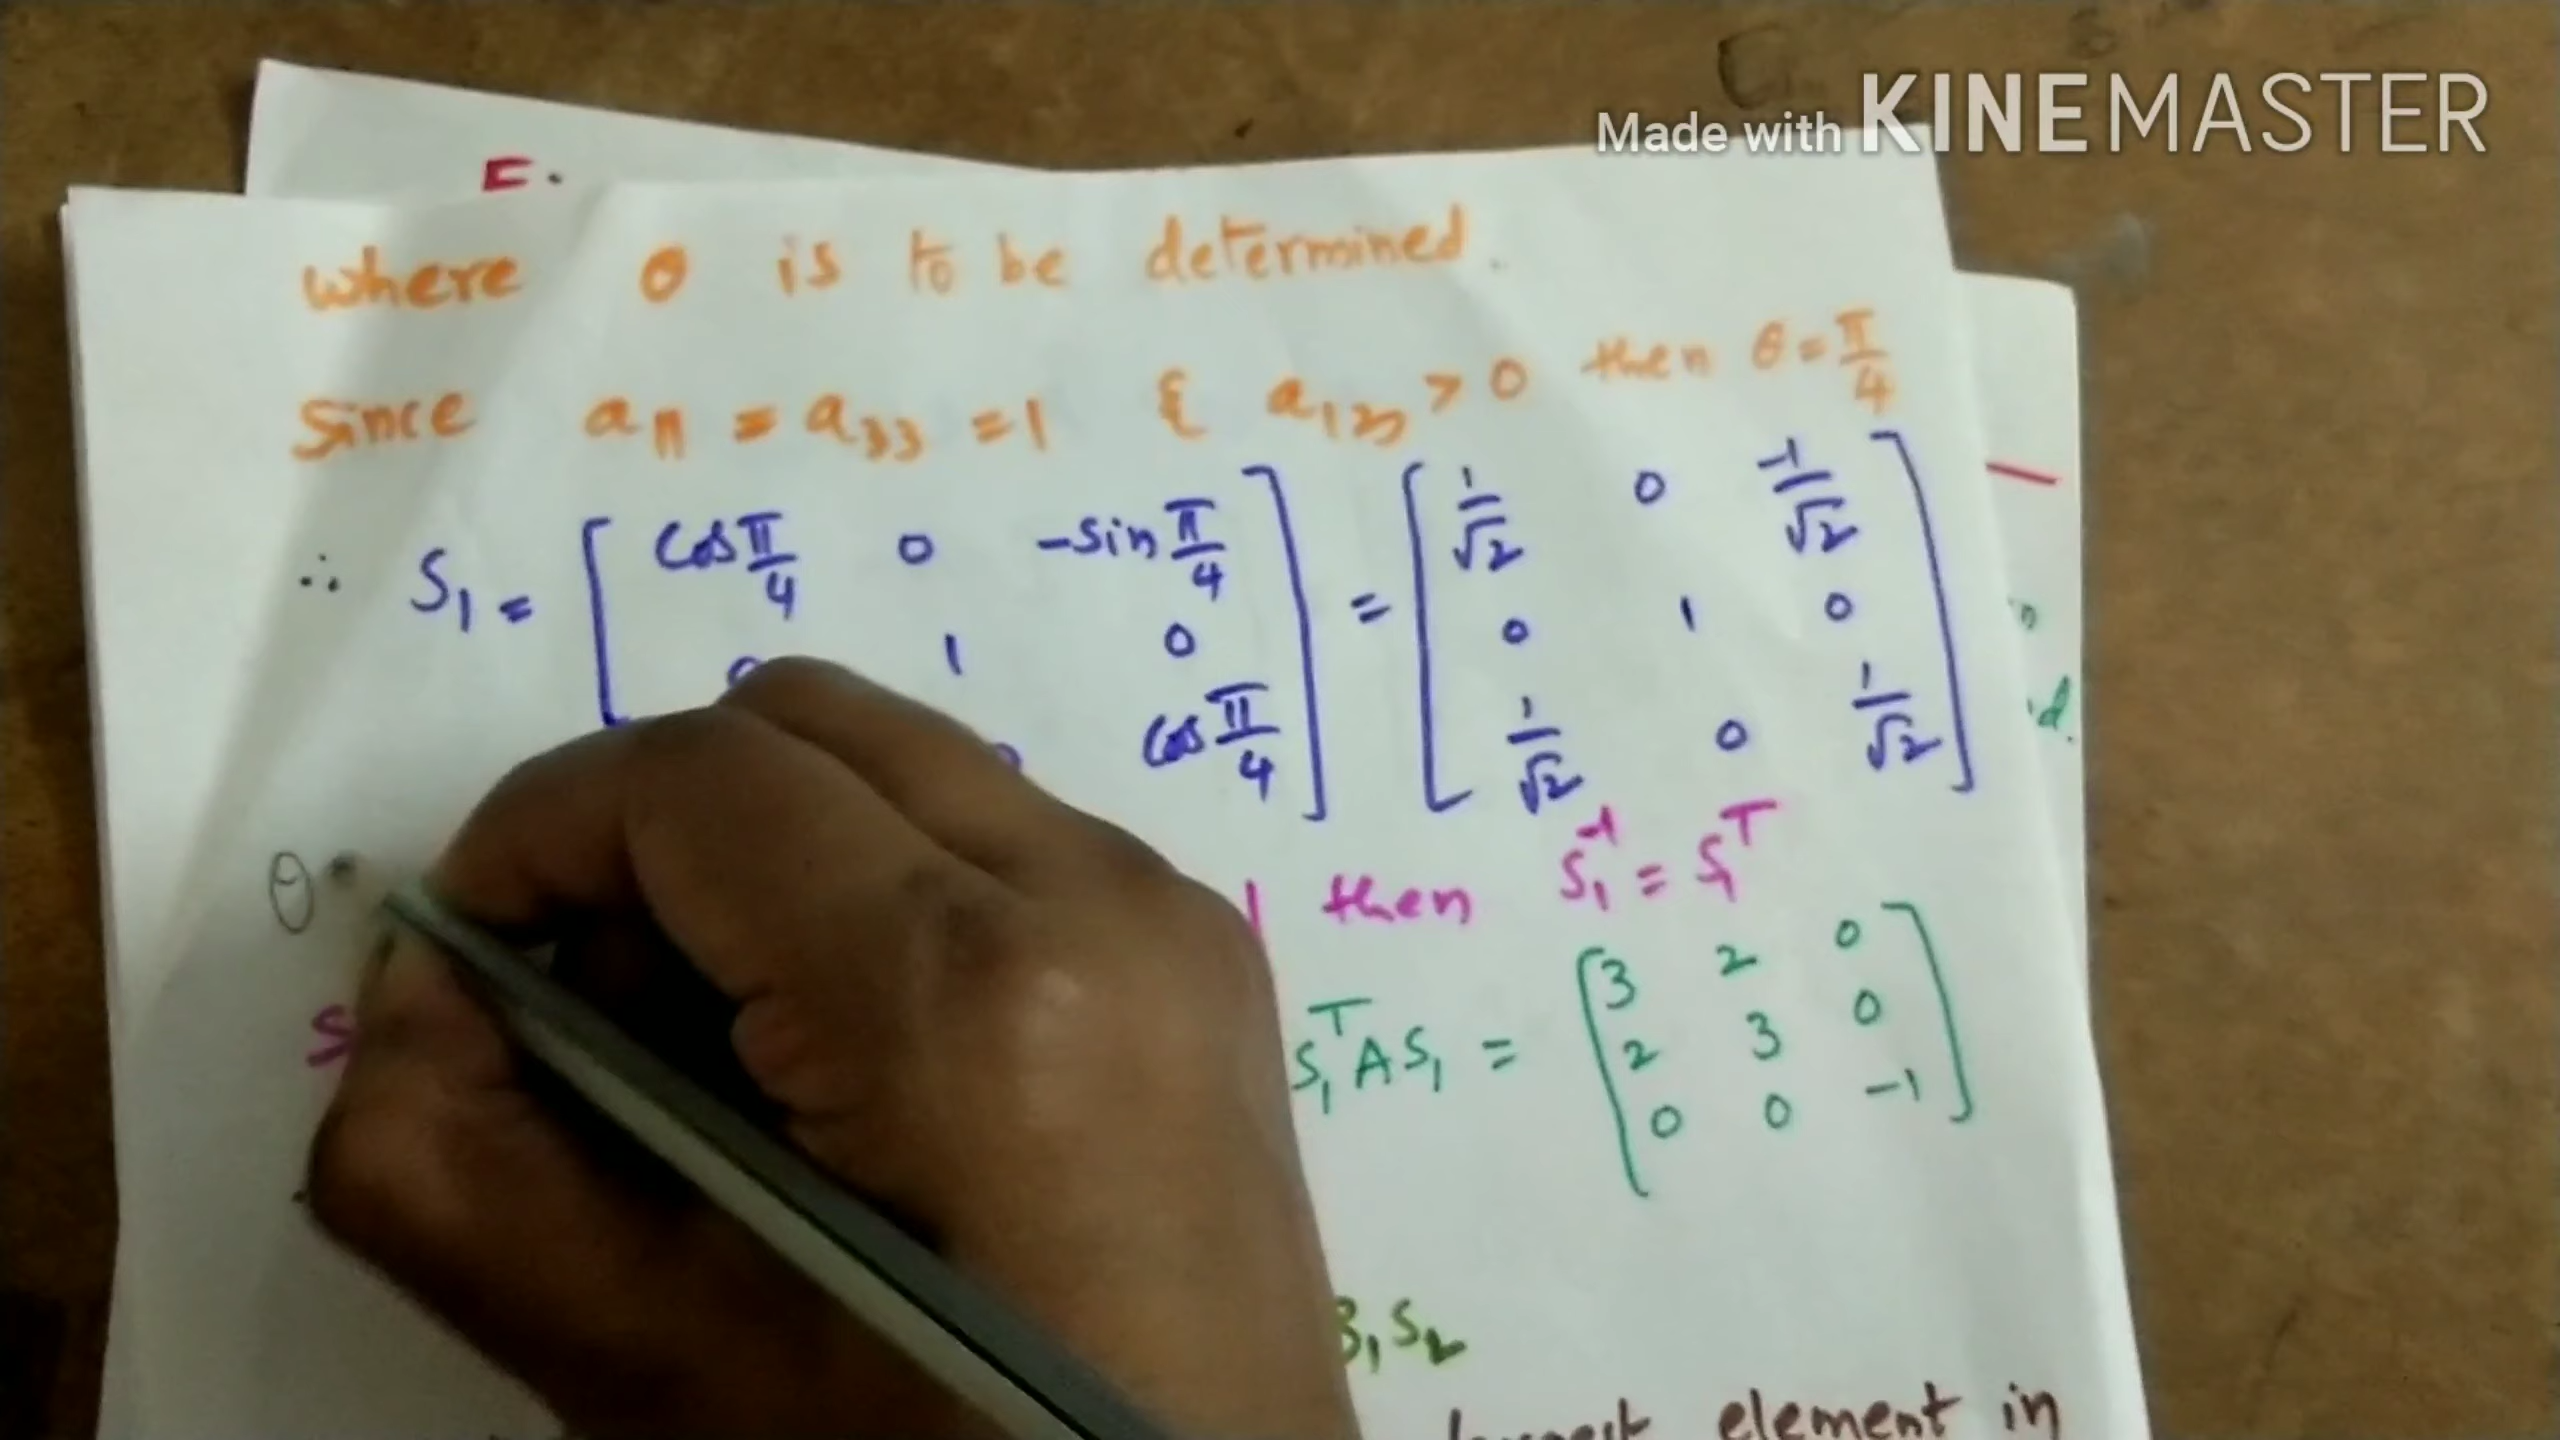 Made with KINEMASTER
where θ is to be determined.
Since a11 = a33 = 1 & a13 > 0 then θ = π/4
∴ S1 = [ cos π/4 0 -sin π/4 ] = [ 1/√2 0 -1/√2 ]
1 0 0 1 0
cos π/4 1/√2 0 1/√2
θ =
then S1^-1 = S1^T
S1^T A S1 = [ 3 2 0
2 3 0
0 0 -1 ]
B1 S2
element in